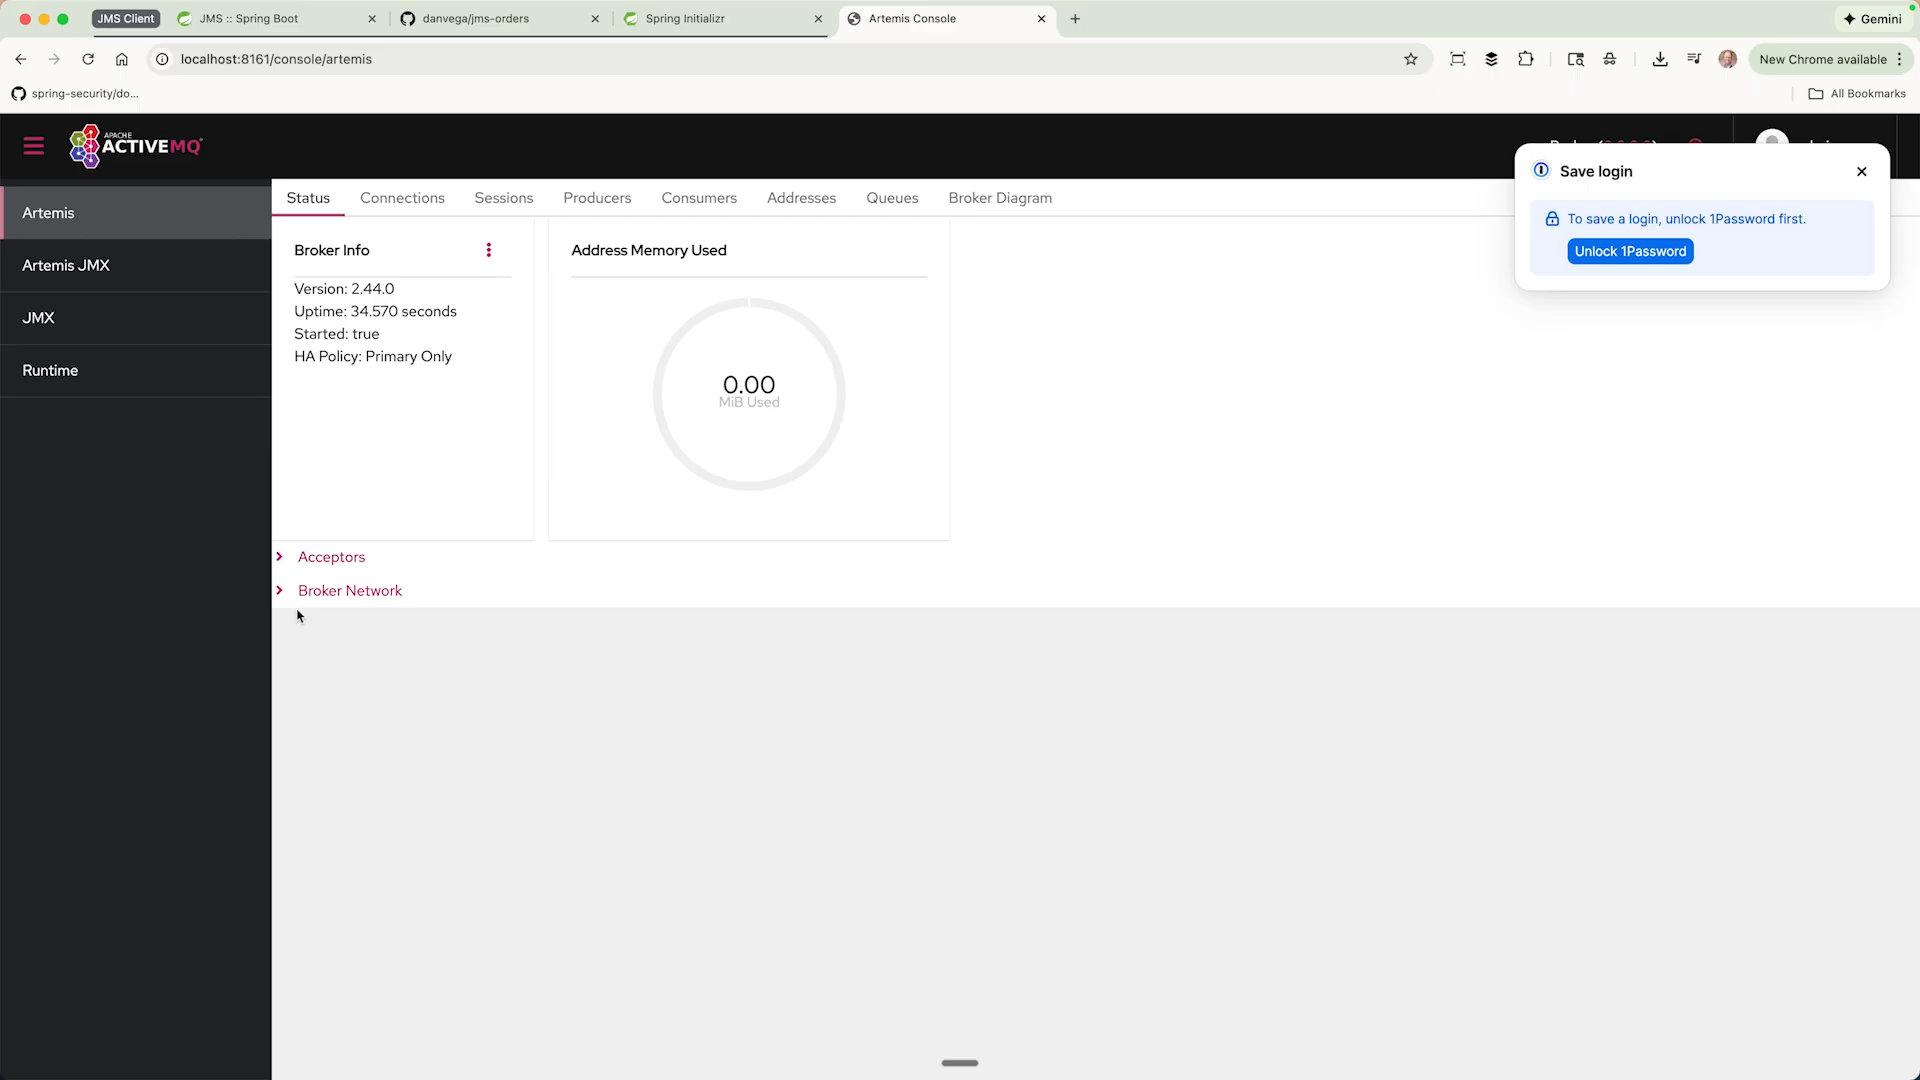 JMS Client
JMS :: Spring Boot
danvega/jms-orders
Spring Initializr
Artemis Console
Gemini
localhost:8161/console/artemis
New Chrome available
spring-security/do...
All Bookmarks
APACHE
ACTIVEMQ
Save login
To save a login, unlock 1Password first.
Unlock 1Password
Artemis
Artemis JMX
JMX
Runtime
Status
Connections
Sessions
Producers
Consumers
Addresses
Queues
Broker Diagram
Broker Info
Version: 2.44.0
Uptime: 34.570 seconds
Started: true
HA Policy: Primary Only
Address Memory Used
0.00
MiB Used
Acceptors
Broker Network